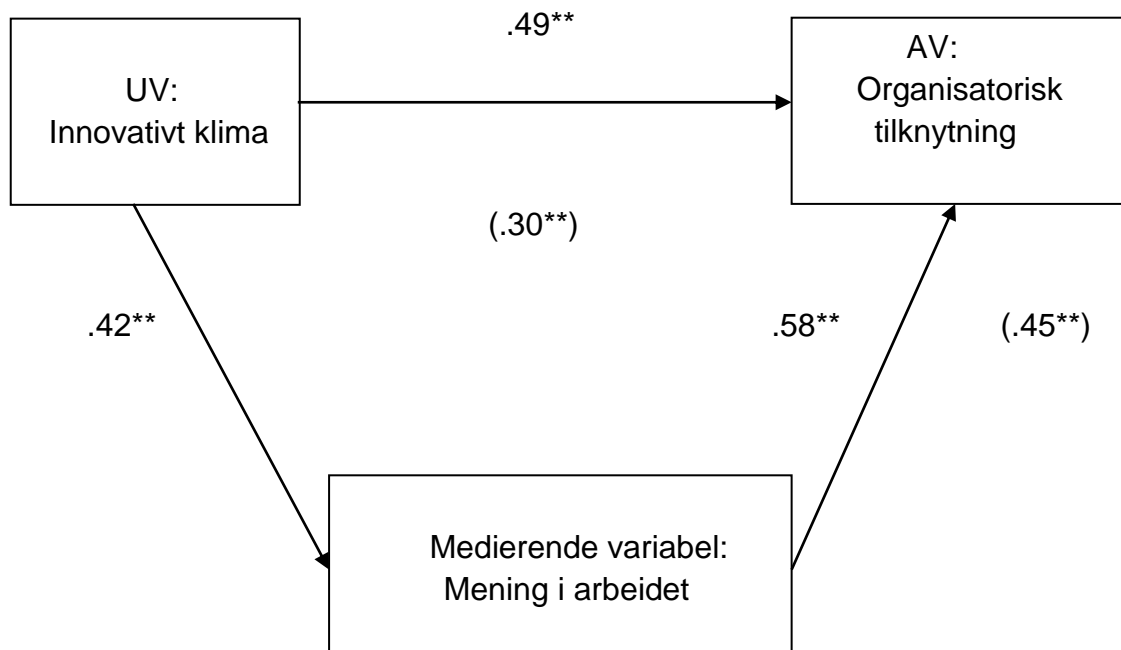 .49**
UV:
Innovativt klima
AV:
Organisatorisk
tilknytning
(.30**)
.42**
.58**
(.45**)
Medierende variabel:
Mening i arbeidet